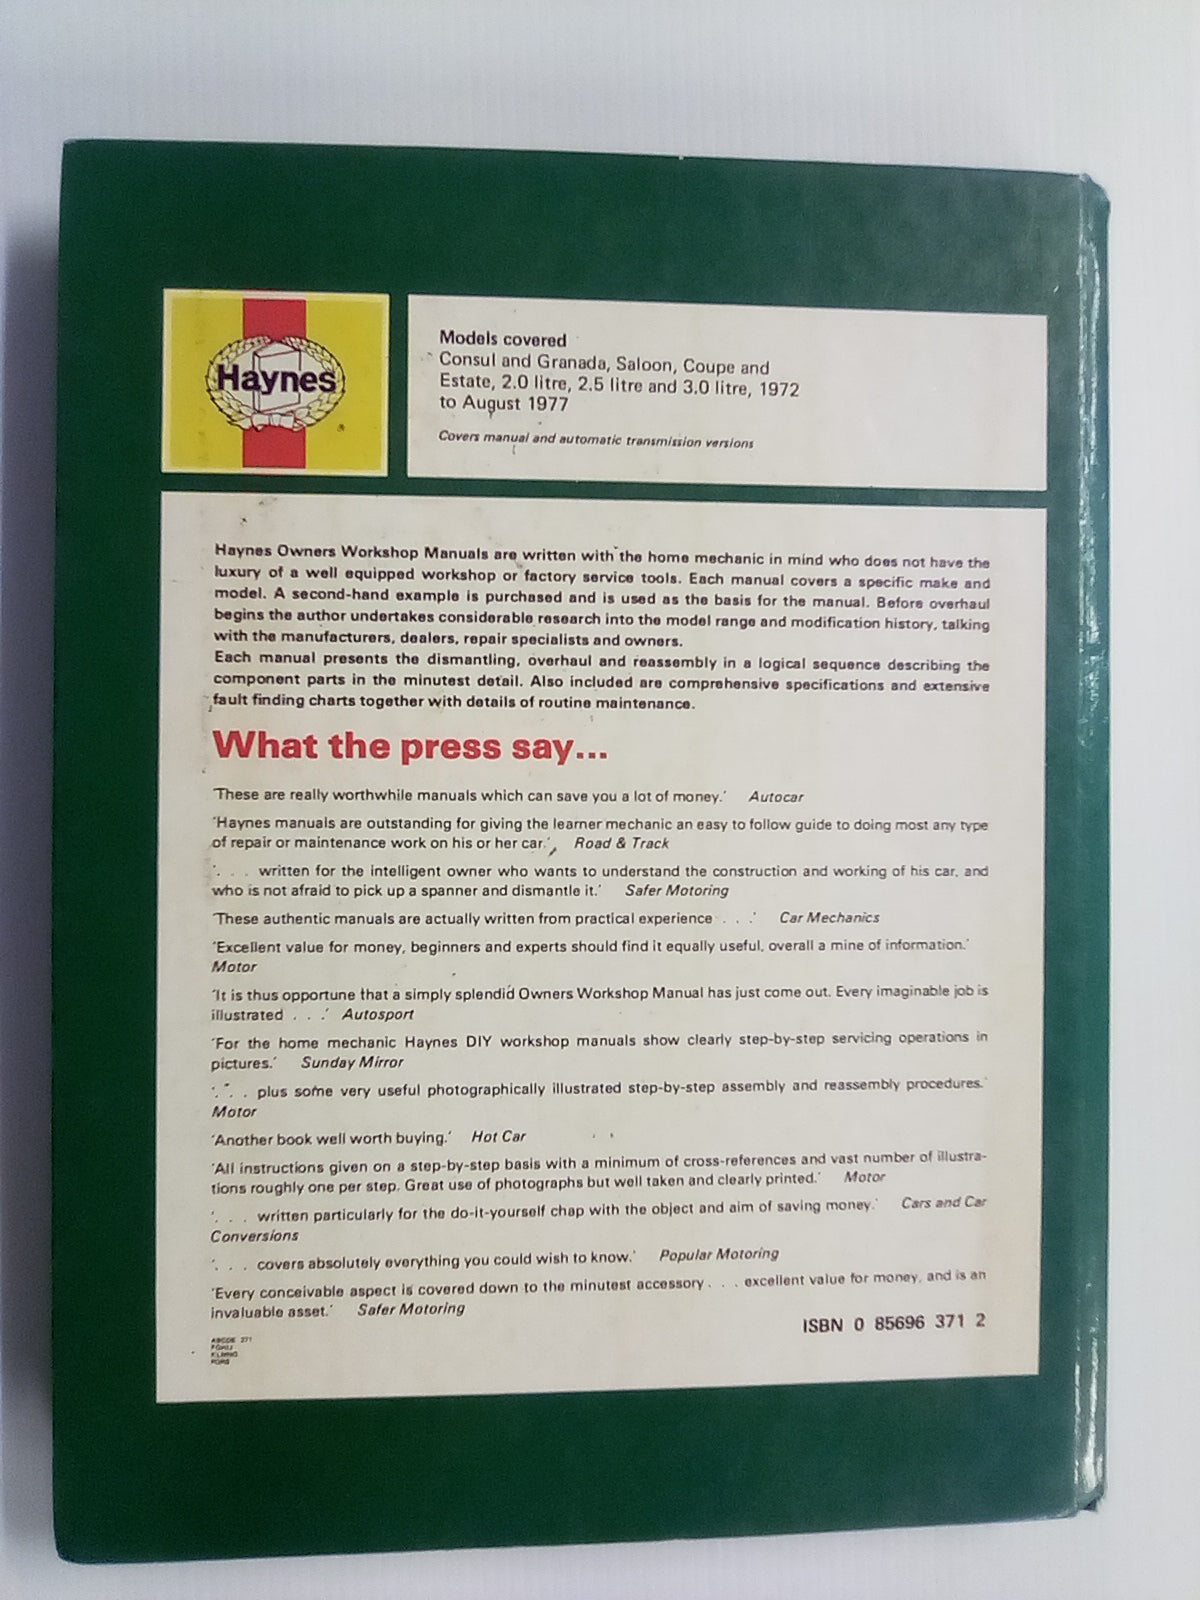 Haynes
®
Models covered
Consul and Granada, Saloon, Coupe and
Estate, 2.0 litre, 2.5 litre and 3.0 litre, 1972
to August 1977
Covers manual and automatic transmission versions
Haynes Owners Workshop Manuals are written with the home mechanic in mind who does not have the
luxury of a well equipped workshop or factory service tools. Each manual covers a specific make and
model. A second-hand example is purchased and is used as the basis for the manual. Before overhaul
begins the author undertakes considerable research into the model range and modification history, talking
with the manufacturers, dealers, repair specialists and owners.
Each manual presents the dismantling, overhaul and reassembly in a logical sequence describing the
component parts in the minutest detail. Also included are comprehensive specifications and extensive
fault finding charts together with details of routine maintenance.
What the press say...
'These are really worthwhile manuals which can save you a lot of money.' Autocar
'Haynes manuals are outstanding for giving the learner mechanic an easy to follow guide to doing most any type
of repair or maintenance work on his or her car.' Road & Track
'. . . written for the intelligent owner who wants to understand the construction and working of his car, and
who is not afraid to pick up a spanner and dismantle it.' Safer Motoring
'These authentic manuals are actually written from practical experience . . .' Car Mechanics
'Excellent value for money, beginners and experts should find it equally useful, overall a mine of information.'
Motor
'It is thus opportune that a simply splendid Owners Workshop Manual has just come out. Every imaginable job is
illustrated . . .' Autosport
'For the home mechanic Haynes DIY workshop manuals show clearly step-by-step servicing operations in
pictures.' Sunday Mirror
'. . . plus some very useful photographically illustrated step-by-step assembly and reassembly procedures.'
Motor
'Another book well worth buying.' Hot Car
'All instructions given on a step-by-step basis with a minimum of cross-references and vast number of illustra-
tions roughly one per step. Great use of photographs but well taken and clearly printed.' Motor
'. . . written particularly for the do-it-yourself chap with the object and aim of saving money.' Cars and Car
Conversions
'. . . covers absolutely everything you could wish to know.' Popular Motoring
'Every conceivable aspect is covered down to the minutest accessory . . . excellent value for money, and is an
invaluable asset.' Safer Motoring
ISBN 0 85696 371 2
ABCDE